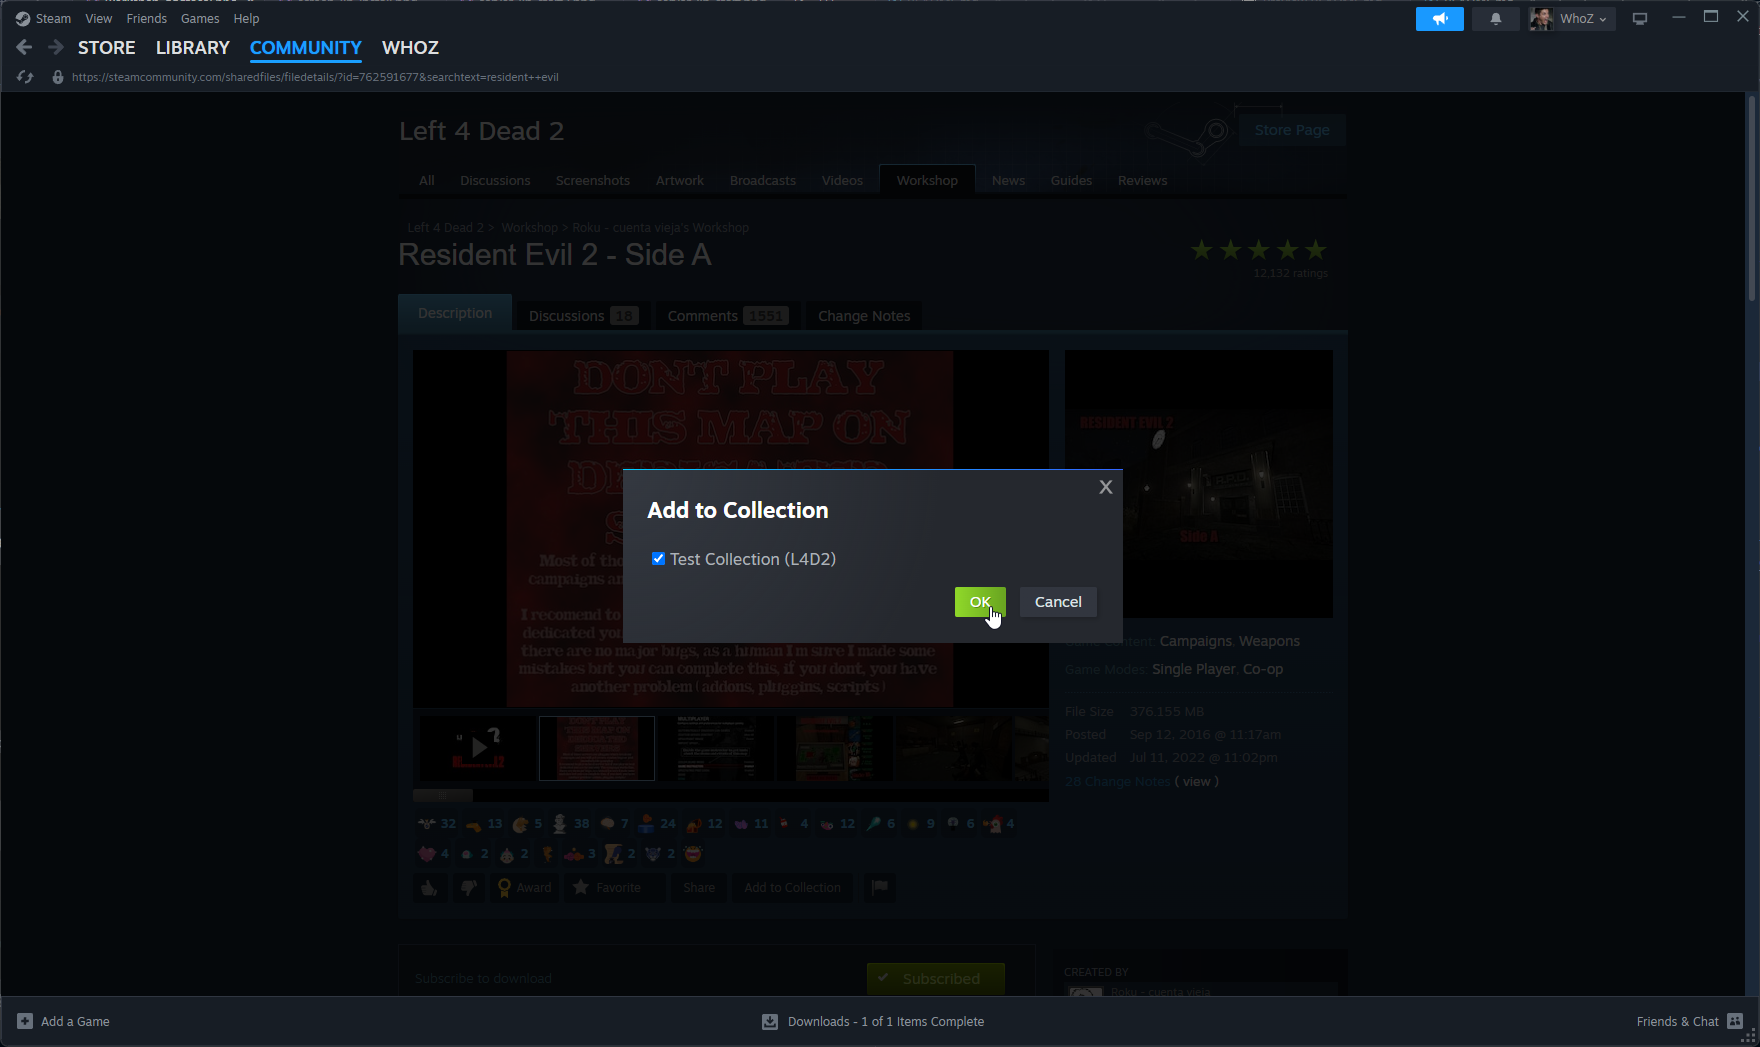 Steam View Friends Games Help
WhoZ
STORE LIBRARY COMMUNITY WHOZ
https://steamcommunity.com/sharedfiles/filedetails/?id=762591677&searchtext=resident++evil
Left 4 Dead 2
Store Page
All Discussions Screenshots Artwork Broadcasts Videos Workshop News Guides Reviews
Left 4 Dead 2 > Workshop > Roku - cuenta vieja's Workshop
Resident Evil 2 - Side A
12,132 ratings
Description Discussions 18 Comments 1551 Change Notes
DON'T PLAY
THIS MAP ON
RESIDENT EVIL 2
R.P.D.
Side A
Add to Collection
X
Test Collection (L4D2)
OK Cancel
Most of the
campaigns an
I recomend to
dedicated you
there are no major bugs, as a human I'm sure I made some
mistakes but you can complete this, if you dont, you have
another problem (addons, pluggins, scripts)
Game Content: Campaigns, Weapons
Game Modes: Single Player, Co-op
File Size 376.155 MB
Posted Sep 12, 2016 @ 11:17am
Updated Jul 11, 2022 @ 11:02pm
26 Change Notes ( view )
32 13 5 38 7 24 12 11 4 12 6 9 6 4
4 2 2 3 2 2
Award Favorite Share Add to Collection
Subscribe to download
Subscribed
CREATED BY
Roku - cuenta vieja
Add a Game
Downloads - 1 of 1 Items Complete
Friends & Chat